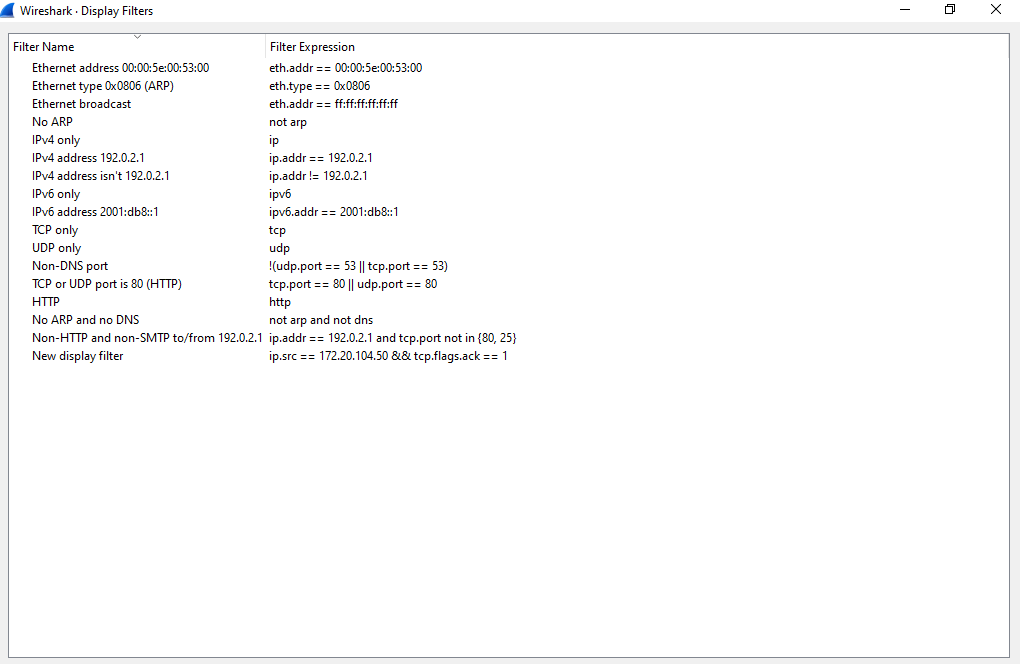 Wireshark · Display Filters
Filter Name Filter Expression
Ethernet address 00:00:5e:00:53:00 eth.addr == 00:00:5e:00:53:00
Ethernet type 0x0806 (ARP) eth.type == 0x0806
Ethernet broadcast eth.addr == ff:ff:ff:ff:ff:ff
No ARP not arp
IPv4 only ip
IPv4 address 192.0.2.1 ip.addr == 192.0.2.1
IPv4 address isn't 192.0.2.1 ip.addr != 192.0.2.1
IPv6 only ipv6
IPv6 address 2001:db8::1 ipv6.addr == 2001:db8::1
TCP only tcp
UDP only udp
Non-DNS port !(udp.port == 53 || tcp.port == 53)
TCP or UDP port is 80 (HTTP) tcp.port == 80 || udp.port == 80
HTTP http
No ARP and no DNS not arp and not dns
Non-HTTP and non-SMTP to/from 192.0.2.1 ip.addr == 192.0.2.1 and tcp.port not in {80, 25}
New display filter ip.src == 172.20.104.50 && tcp.flags.ack == 1